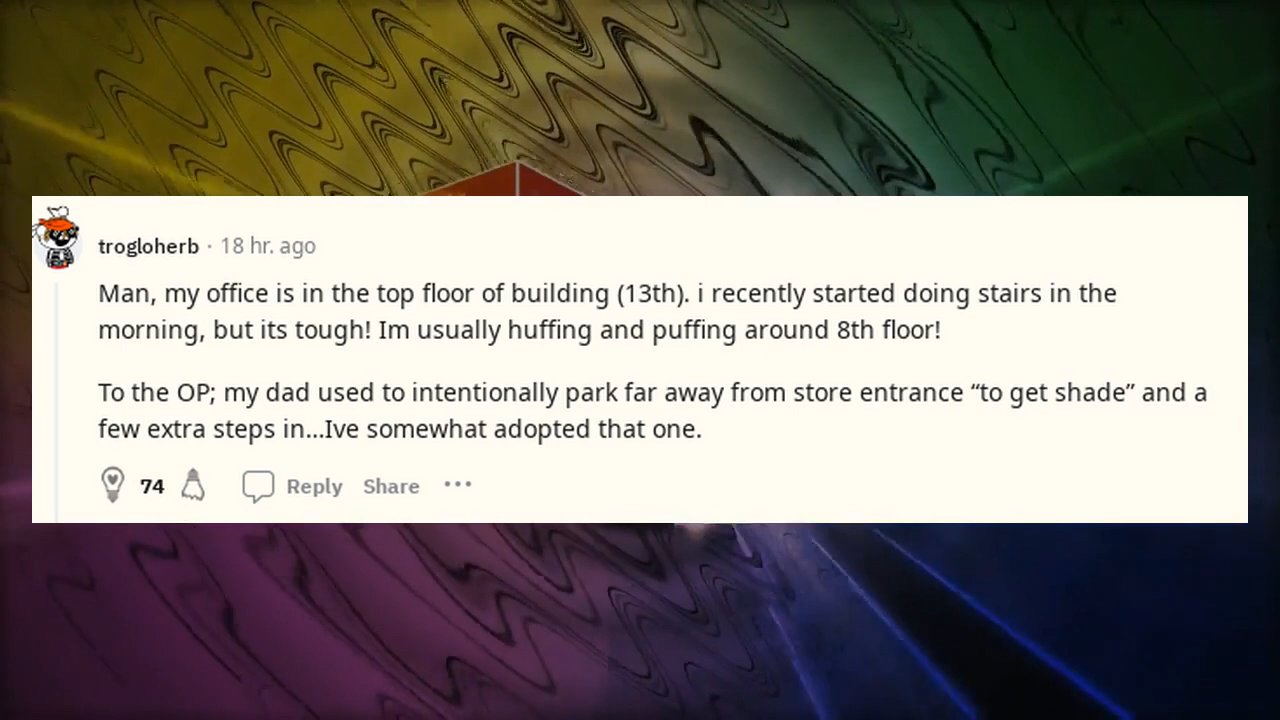 trogloherb · 18 hr. ago
Man, my office is in the top floor of building (13th). i recently started doing stairs in the
morning, but its tough! Im usually huffing and puffing around 8th floor!
To the OP; my dad used to intentionally park far away from store entrance “to get shade” and a
few extra steps in...Ive somewhat adopted that one.
74 Reply Share ...